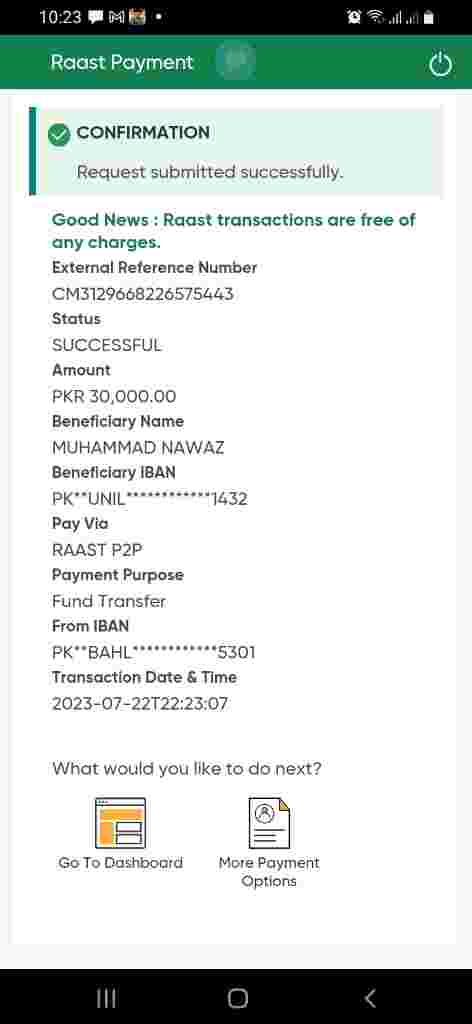 10:23
Raast Payment
CONFIRMATION
Request submitted successfully.
Good News : Raast transactions are free of
any charges.
External Reference Number
CM3129668226575443
Status
SUCCESSFUL
Amount
PKR 30,000.00
Beneficiary Name
MUHAMMAD NAWAZ
Beneficiary IBAN
PK**UNIL************1432
Pay Via
RAAST P2P
Payment Purpose
Fund Transfer
From IBAN
PK**BAHL************5301
Transaction Date & Time
2023-07-22T22:23:07
What would you like to do next?
Go To Dashboard
More Payment
Options